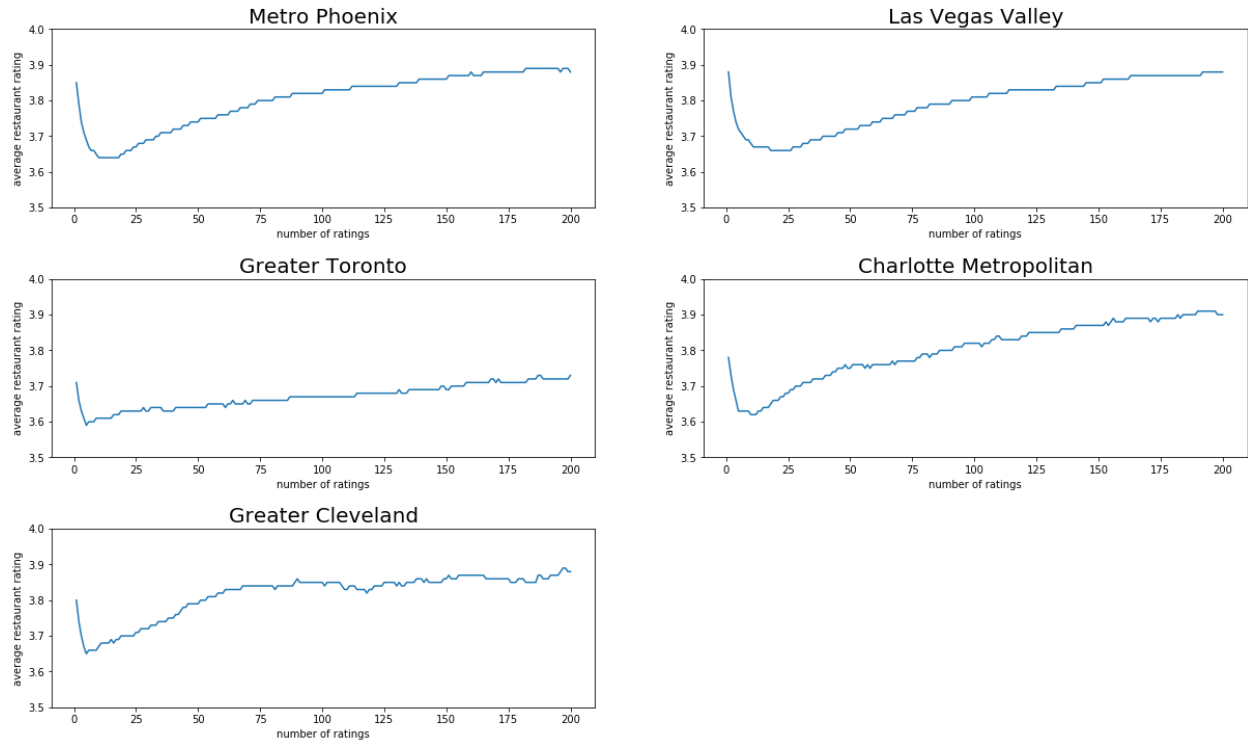 Metro Phoenix
4.0
3.9
3.8
3.7
3.6
3.5
average restaurant rating
0 25 50 75 100 125 150 175 200
number of ratings
Las Vegas Valley
4.0
3.9
3.8
3.7
3.6
3.5
average restaurant rating
0 25 50 75 100 125 150 175 200
number of ratings
Greater Toronto
4.0
3.9
3.8
3.7
3.6
3.5
average restaurant rating
0 25 50 75 100 125 150 175 200
number of ratings
Charlotte Metropolitan
4.0
3.9
3.8
3.7
3.6
3.5
average restaurant rating
0 25 50 75 100 125 150 175 200
number of ratings
Greater Cleveland
4.0
3.9
3.8
3.7
3.6
3.5
average restaurant rating
0 25 50 75 100 125 150 175 200
number of ratings